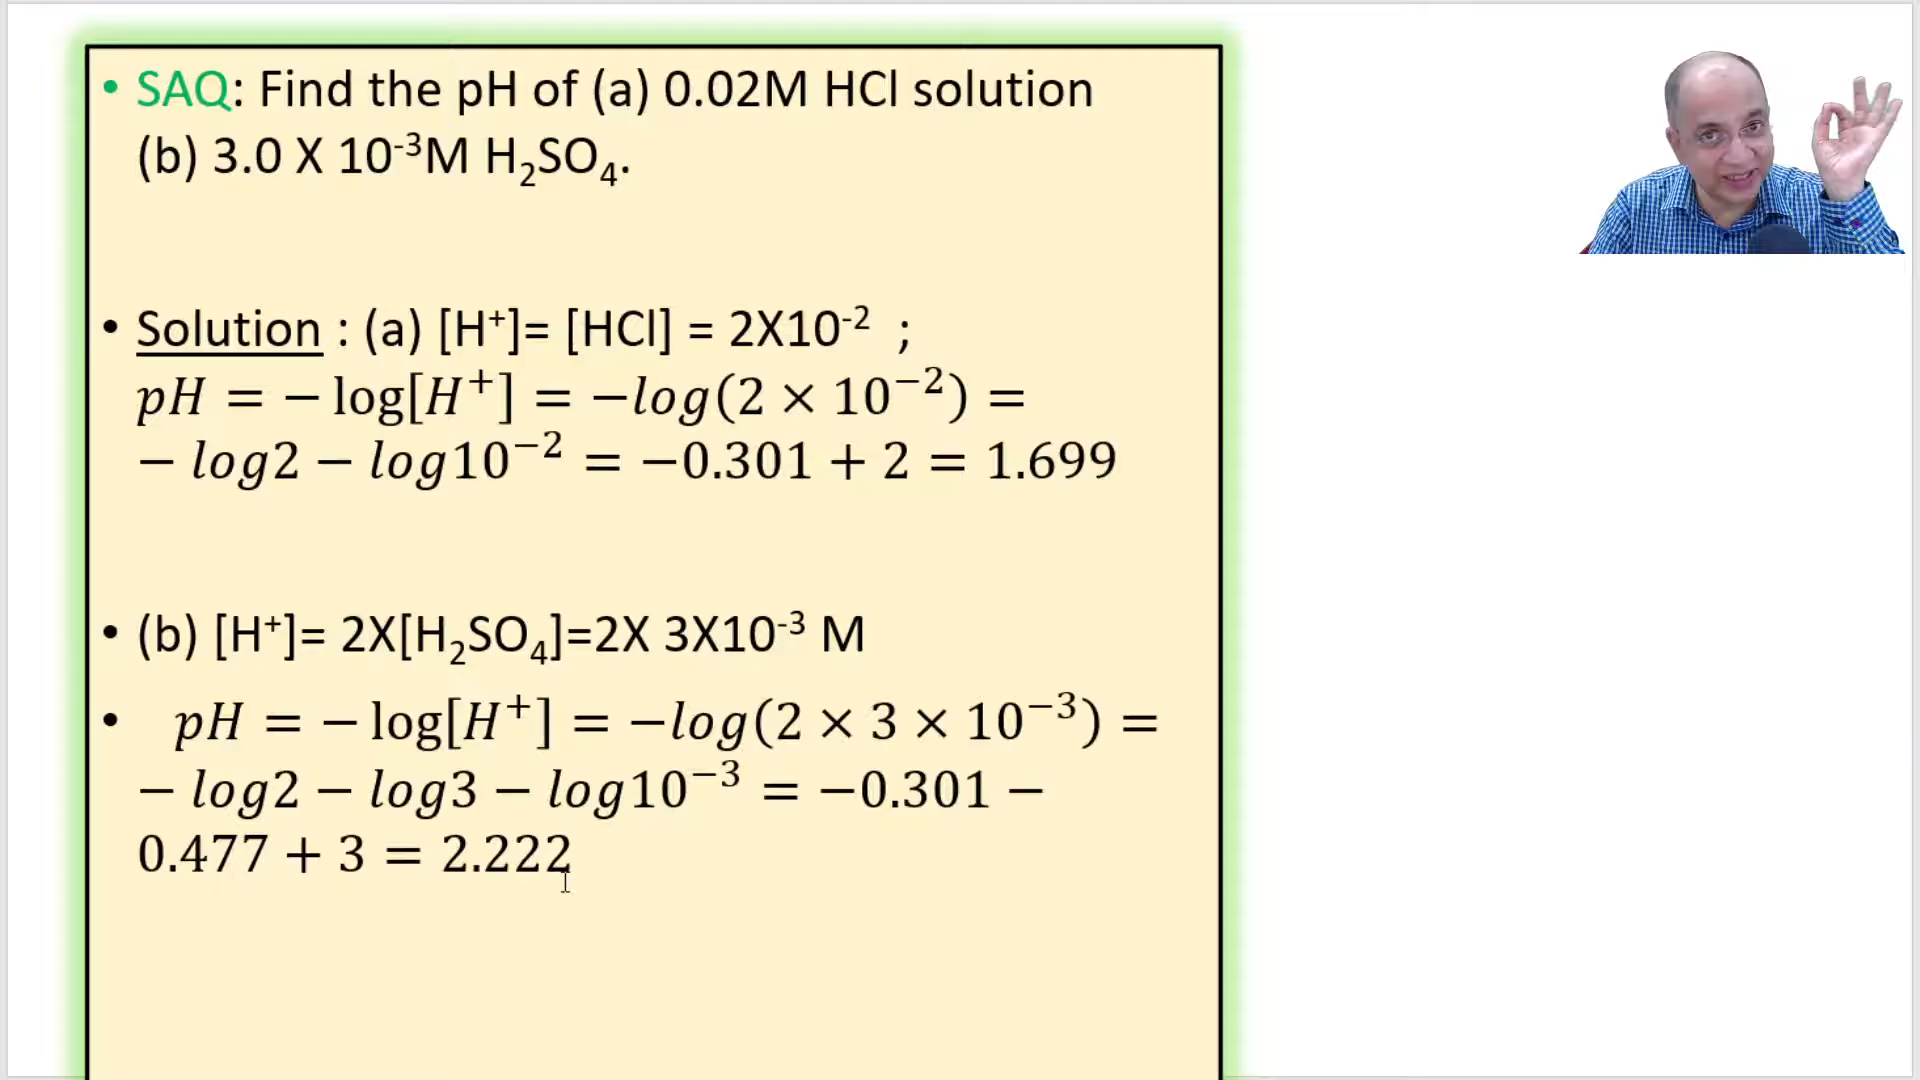 • SAQ: Find the pH of (a) 0.02M HCl solution
(b) 3.0 X 10⁻³M H₂SO₄.
• Solution : (a) [H⁺]= [HCl] = 2X10⁻² ;
pH = − log[H⁺] = −log(2 × 10⁻²) =
− log2 − log10⁻² = −0.301 + 2 = 1.699
• (b) [H⁺]= 2X[H₂SO₄]=2X 3X10⁻³ M
• pH = − log[H⁺] = −log(2 × 3 × 10⁻³) =
− log2 − log3 − log10⁻³ = −0.301 −
0.477 + 3 = 2.222